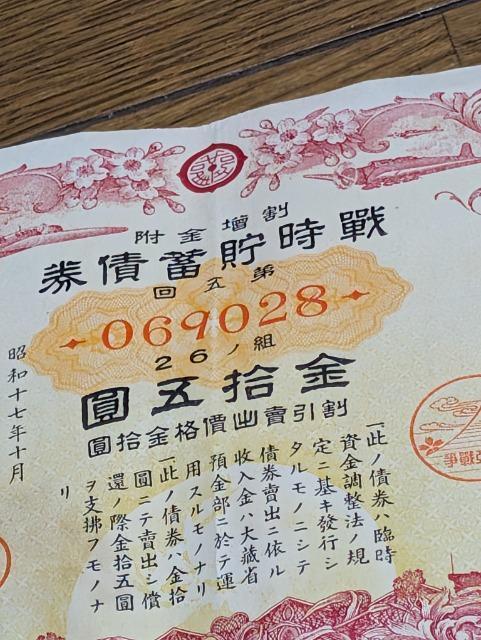 割增金附
戰時貯蓄債券
第五回
069028
26ノ組
金拾五圓
割引賣出價格金拾圓
一、此ノ債券ハ臨時
資金調整法ノ規
定ニ基キ發行シ
タルモノニシテ
債券賣出ニ依ル
收入金ハ大藏省
預金部ニ於テ運
用スルモノナリ
一、此ノ債券ハ金拾
圓ニテ賣出シ償
還ノ際金拾五圓
ヲ支拂フモノナ
リ
昭和十七年十月